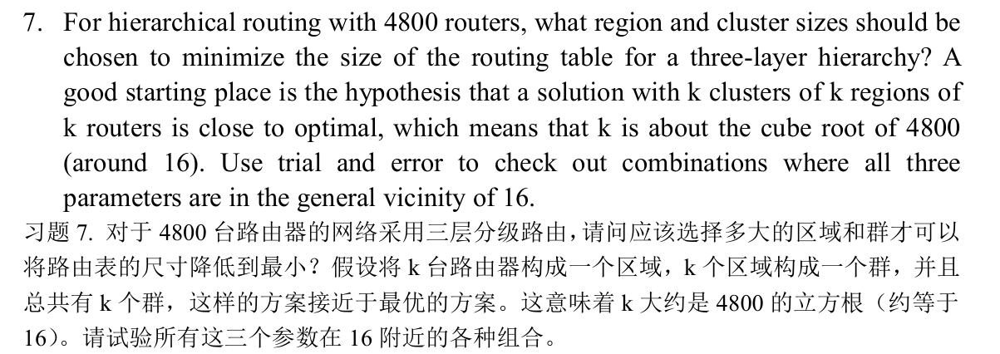 7. For hierarchical routing with 4800 routers, what region and cluster sizes should be
chosen to minimize the size of the routing table for a three-layer hierarchy? A
good starting place is the hypothesis that a solution with k clusters of k regions of
k routers is close to optimal, which means that k is about the cube root of 4800
(around 16). Use trial and error to check out combinations where all three
parameters are in the general vicinity of 16.
习题 7. 对于 4800 台路由器的网络采用三层分级路由，请问应该选择多大的区域和群才可以
将路由表的尺寸降低到最小？假设将 k 台路由器构成一个区域，k 个区域构成一个群，并且
总共有 k 个群，这样的方案接近于最优的方案。这意味着 k 大约是 4800 的立方根（约等于
16）。请试验所有这三个参数在 16 附近的各种组合。